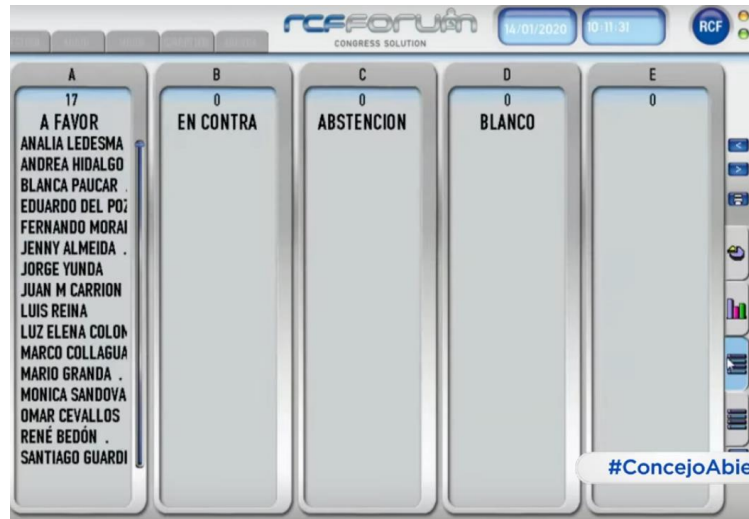 RCF FORUM
CONGRESS SOLUTION
14/01/2020
10:11:31
RCF
A
17
A FAVOR
ANALIA LEDESMA
ANDREA HIDALGO
BLANCA PAUCAR .
EDUARDO DEL POZ
FERNANDO MORAI
JENNY ALMEIDA .
JORGE YUNDA
JUAN M CARRION
LUIS REINA
LUZ ELENA COLON
MARCO COLLAGUA
MARIO GRANDA .
MONICA SANDOVA
OMAR CEVALLOS
RENÉ BEDÓN .
SANTIAGO GUARDI
B
0
EN CONTRA
C
0
ABSTENCION
D
0
BLANCO
E
0
#ConcejoAbie